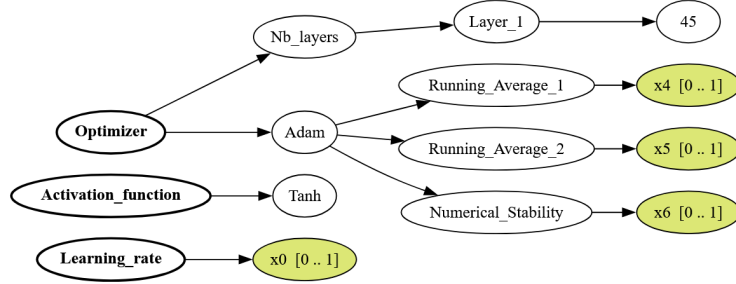 Nb_layers
Layer_1
45
Optimizer
Adam
Running_Average_1
x4 [0 .. 1]
Running_Average_2
x5 [0 .. 1]
Numerical_Stability
x6 [0 .. 1]
Activation_function
Tanh
Learning_rate
x0 [0 .. 1]